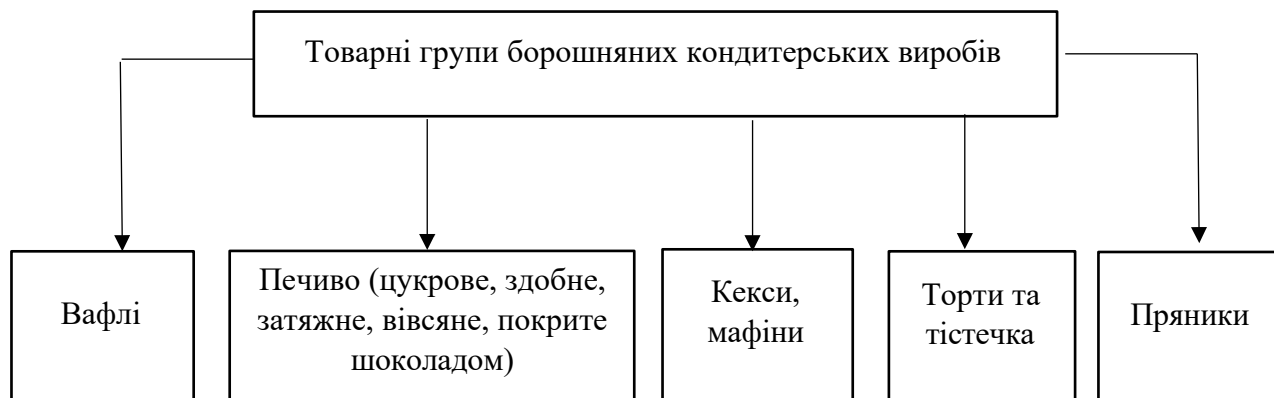 Товарні групи борошняних кондитерських виробів
Вафлі
Печиво (цукрове, здобне,
затяжне, вівсяне, покрите
шоколадом)
Кекси,
мафіни
Торти та
тістечка
Пряники